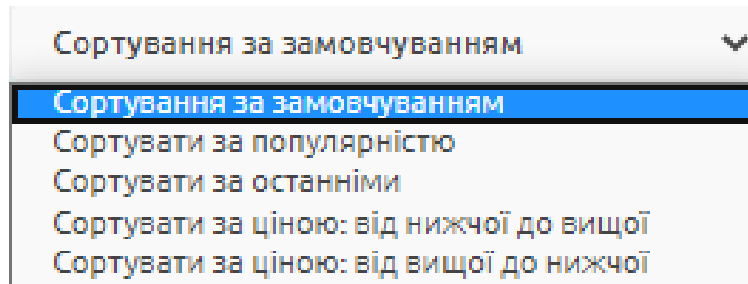 Сортування за замовчуванням
Сортування за замовчуванням
Сортувати за популярністю
Сортувати за останніми
Сортувати за ціною: від нижчої до вищої
Сортувати за ціною: від вищої до нижчої